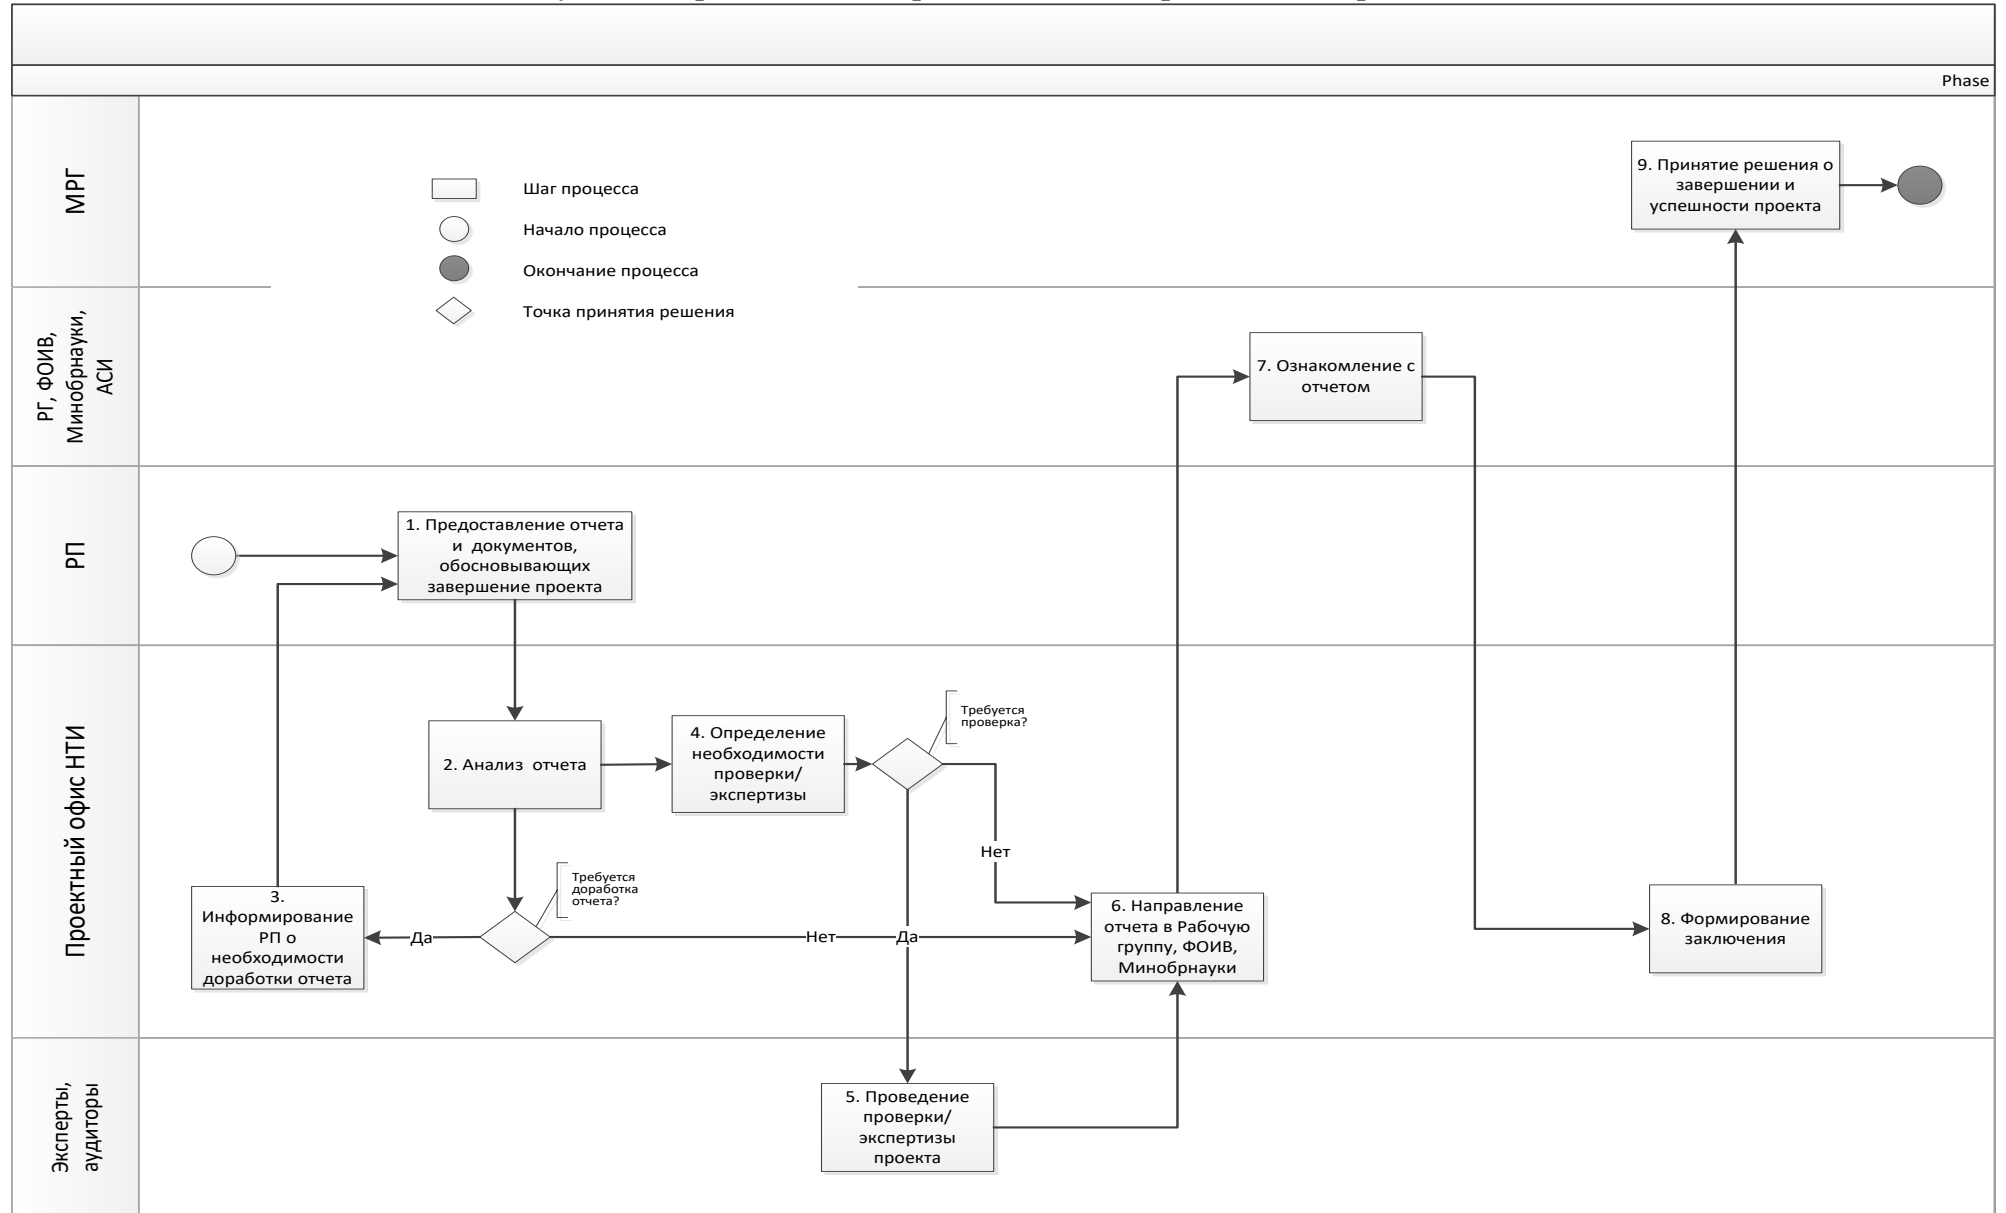 Phase
МРГ
Шаг процесса
Начало процесса
Окончание процесса
Точка принятия решения
9. Принятие решения о
завершении и
успешности проекта
РГ, ФОИВ,
Минобрнауки,
АСИ
7. Ознакомление с
отчетом
РП
1. Предоставление отчета
и документов,
обосновывающих
завершение проекта
Проектный офис НТИ
2. Анализ отчета
4. Определение
необходимости
проверки/
экспертизы
Требуется
проверка?
Нет
Требуется
доработка
отчета?
3.
Информирование
РП о
необходимости
доработки отчета
Да
Нет
Да
6. Направление
отчета в Рабочую
группу, ФОИВ,
Минобрнауки
8. Формирование
заключения
Эксперты,
аудиторы
5. Проведение
проверки/
экспертизы
проекта